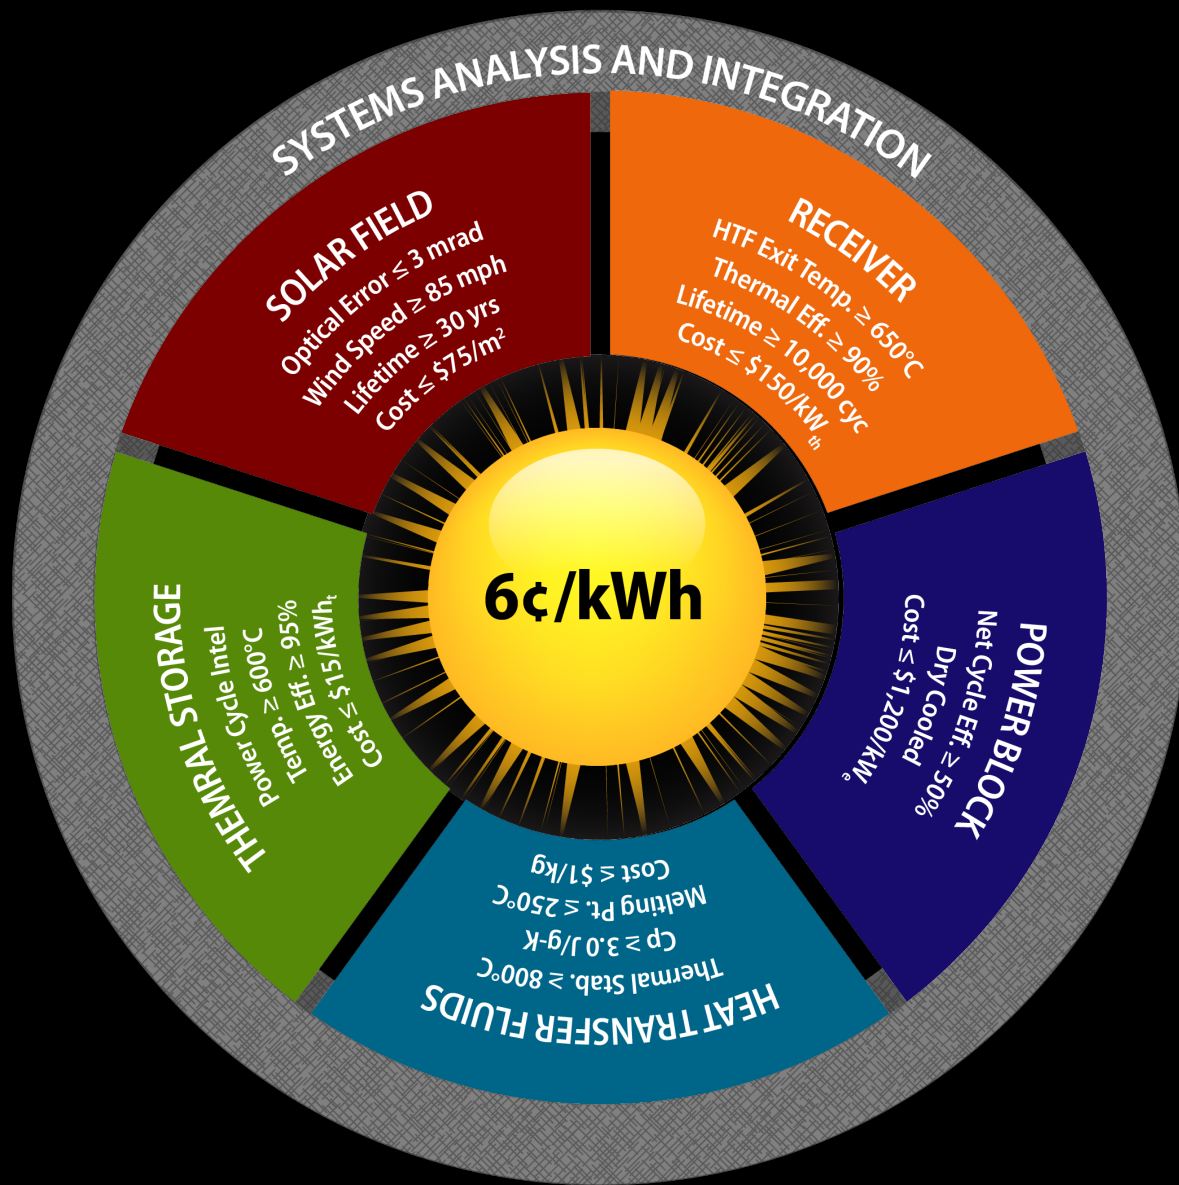 SYSTEMS ANALYSIS AND INTEGRATION
SOLAR FIELD
Optical Error ≤ 3 mrad
Wind Speed ≥ 85 mph
Lifetime ≥ 30 yrs
Cost ≤ $75/m²
RECEIVER
HTF Exit Temp. ≥ 650°C
Thermal Eff. ≥ 90%
Lifetime ≥ 10,000 cyc
Cost ≤ $150/kWth
POWER BLOCK
Net Cycle Eff. ≥ 50%
Dry Cooled
Cost ≤ $1,200/kWe
HEAT TRANSFER FLUIDS
Thermal Stab. ≥ 800°C
Cp ≥ 3.0 J/g-K
Melting Pt. ≤ 250°C
Cost ≤ $1/kg
THEMRAL STORAGE
Power Cycle Intel
Temp. ≥ 600°C
Energy Eff. ≥ 95%
Cost ≤ $15/kWht
6¢/kWh